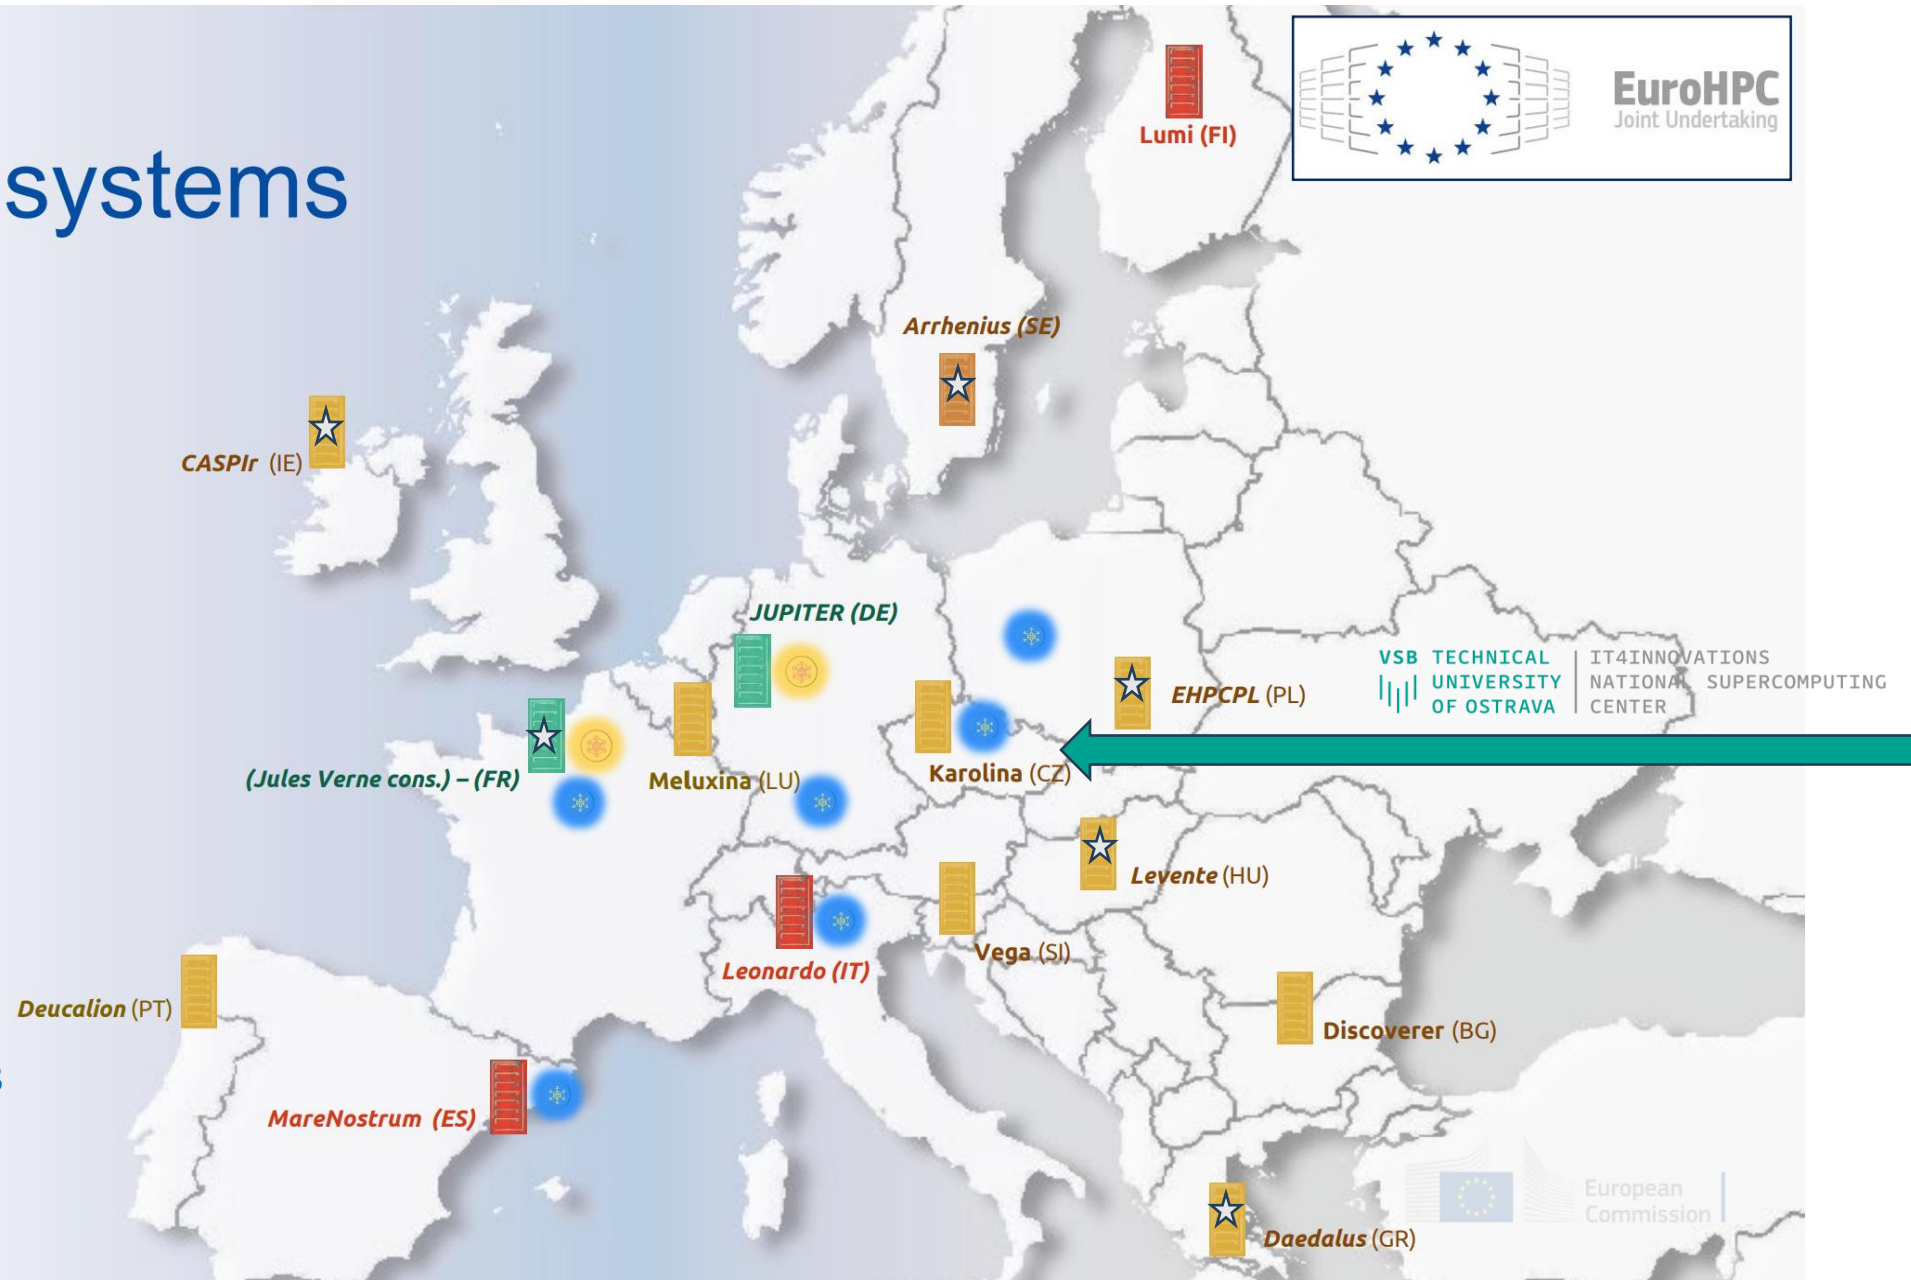 systems
EuroHPC
Joint Undertaking
Lumi (FI)
Arrhenius (SE)
CASPIr (IE)
JUPITER (DE)
EHPCPL (PL)
VSB TECHNICAL
UNIVERSITY
OF OSTRAVA
IT4INNOVATIONS
NATIONAL SUPERCOMPUTING
CENTER
(Jules Verne cons.) – (FR)
Meluxina (LU)
Karolina (CZ)
Levente (HU)
Vega (SI)
Leonardo (IT)
Deucalion (PT)
Discoverer (BG)
s
MareNostrum (ES)
European
Commission
Daedalus (GR)